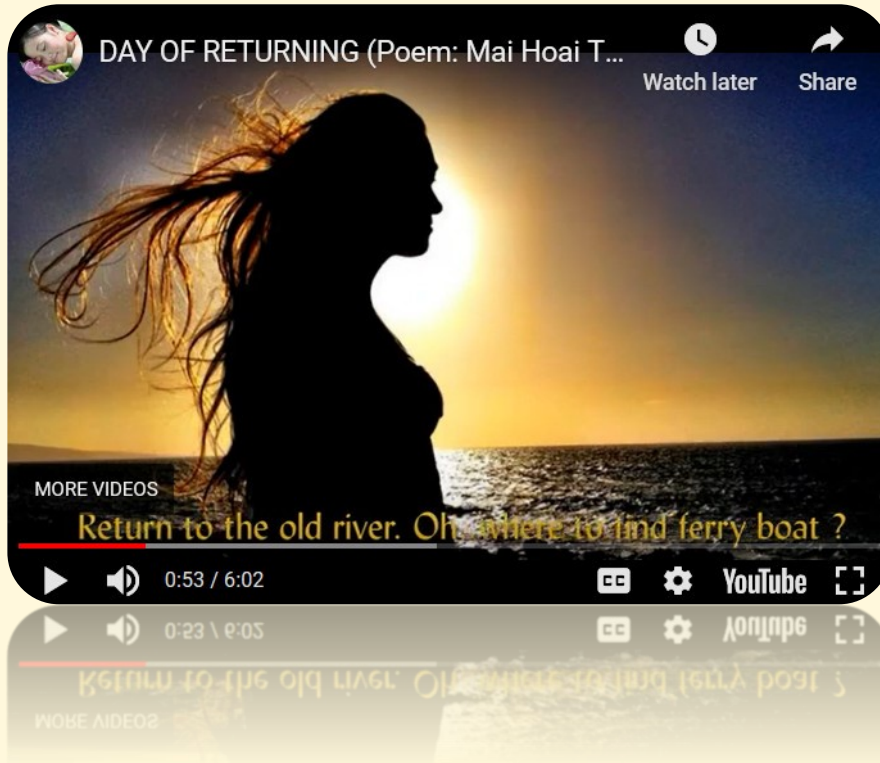 DAY OF RETURNING (Poem: Mai Hoai T...
Watch later
Share
MORE VIDEOS
Return to the old river. Oh, where to find ferry boat ?
0:53 / 6:02
CC
YouTube